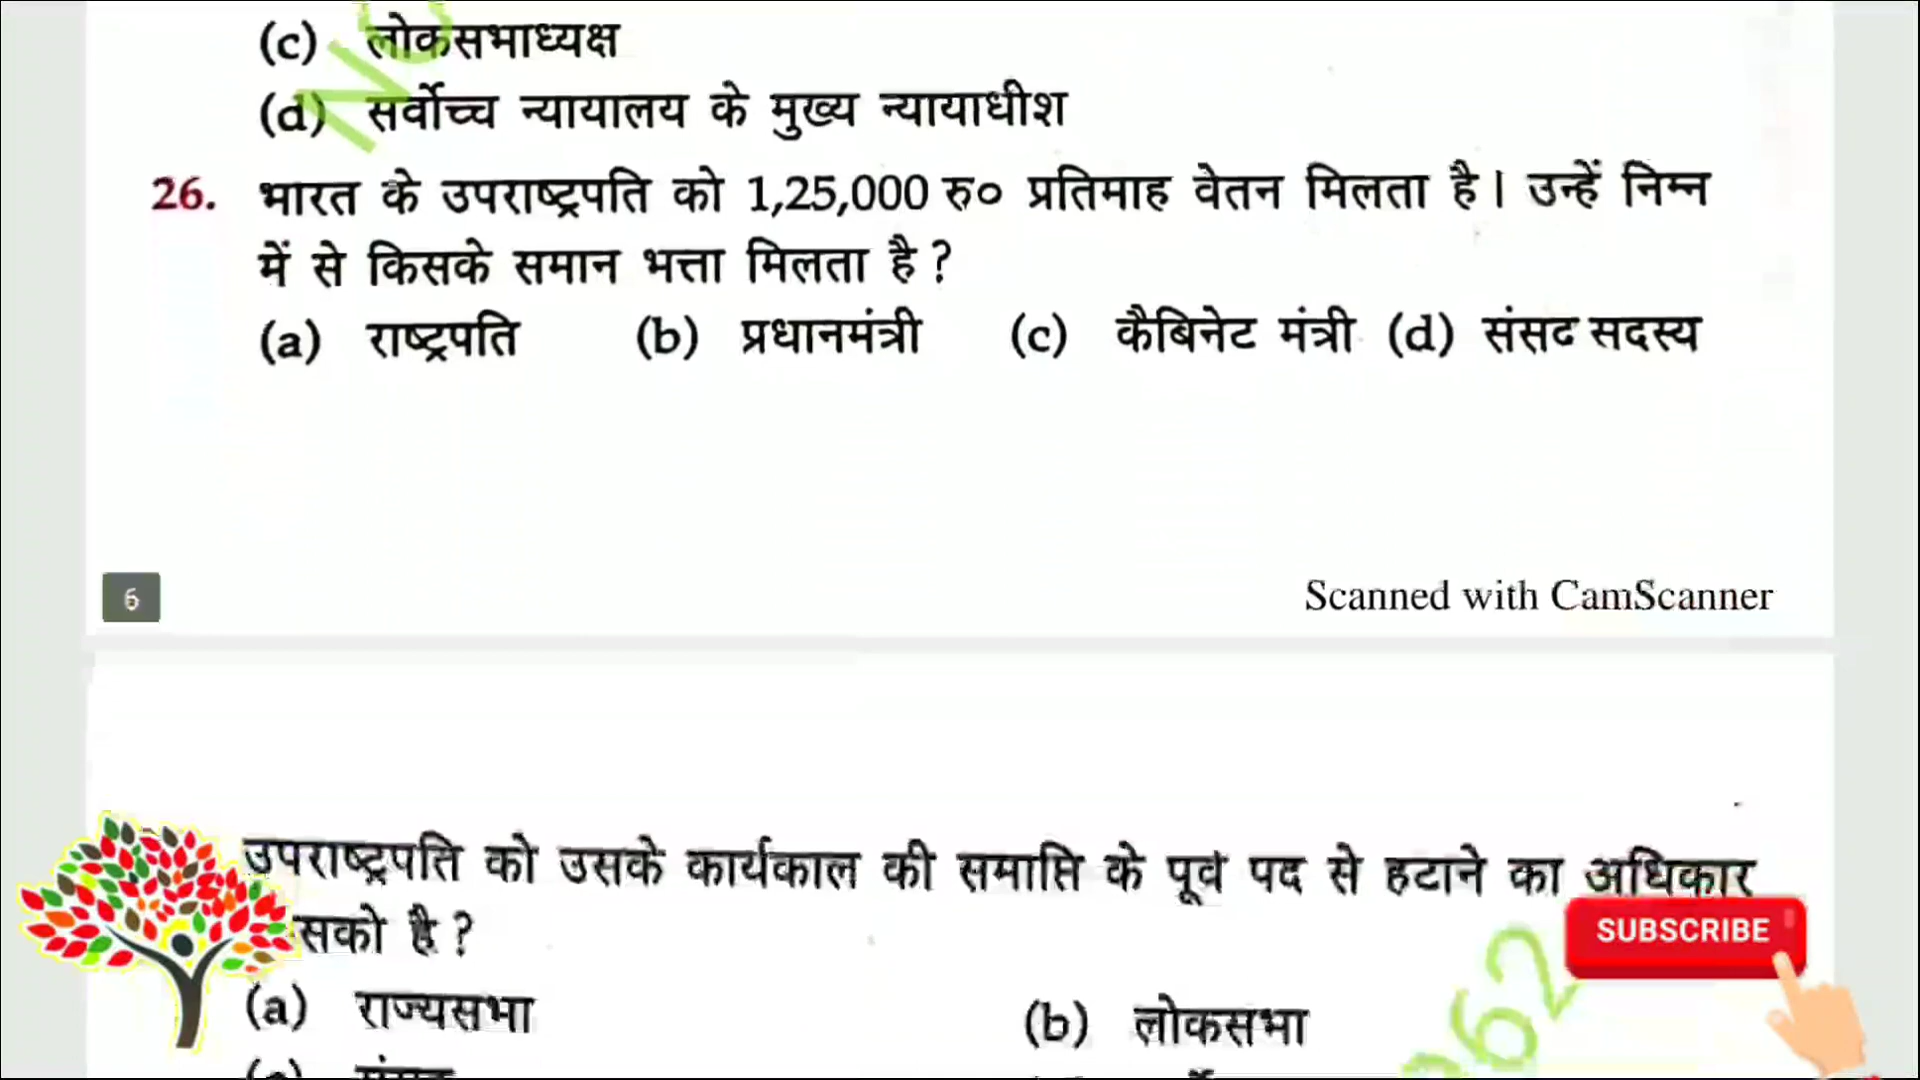 (c) लोकसभाध्यक्ष
(d) सर्वोच्च न्यायालय के मुख्य न्यायाधीश
26. भारत के उपराष्ट्रपति को 1,25,000 रु० प्रतिमाह वेतन मिलता है। उन्हें निम्न
में से किसके समान भत्ता मिलता है ?
(a) राष्ट्रपति (b) प्रधानमंत्री (c) कैबिनेट मंत्री (d) संसद सदस्य
6
Scanned with CamScanner
उपराष्ट्रपति को उसके कार्यकाल की समाप्ति के पूर्व पद से हटाने का अधिकार
सको है ?
SUBSCRIBE
(a) राज्यसभा (b) लोकसभा